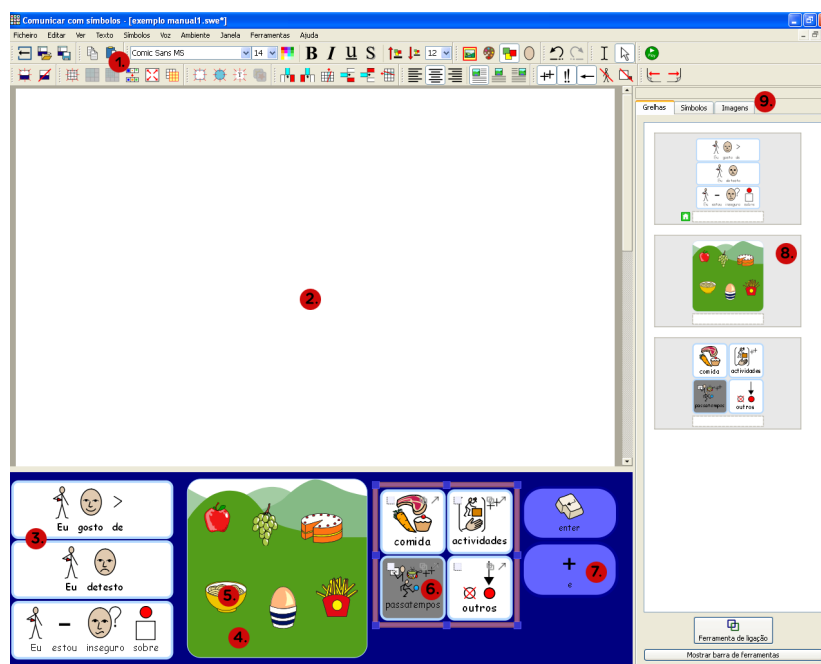 Comunicar com símbolos - [exemplo manual1.swe*]
Ficheiro Editar Ver Texto Símbolos Voz Ambiente Janela Ferramentas Ajuda
Comic Sans MS 14 B I U S 12
1.
9.
Grelhas Símbolos Imagens
Eu gosto de
Eu detesto
Eu estou inseguro sobre
8.
2.
comida actividades
passatempos outros
Eu gosto de
3.
Eu detesto
Eu estou inseguro sobre
5.
4.
comida actividades
6.
passatempos outros
enter
7.
e
Ferramenta de ligação
Mostrar barra de ferramentas